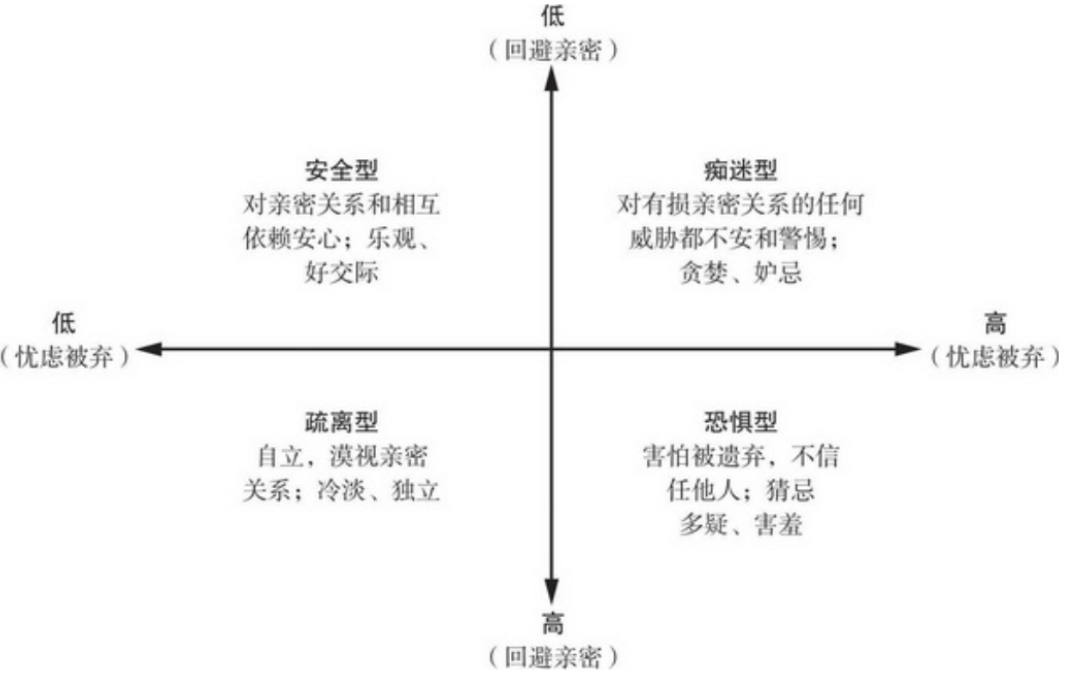 低
（回避亲密）
安全型
对亲密关系和相互
依赖安心；乐观、
好交际
痴迷型
对有损亲密关系的任何
威胁都不安和警惕；
贪婪、妒忌
低
（忧虑被弃）
高
（忧虑被弃）
疏离型
自立，漠视亲密
关系；冷淡、独立
恐惧型
害怕被遗弃，不信
任他人；猜忌
多疑、害羞
高
（回避亲密）